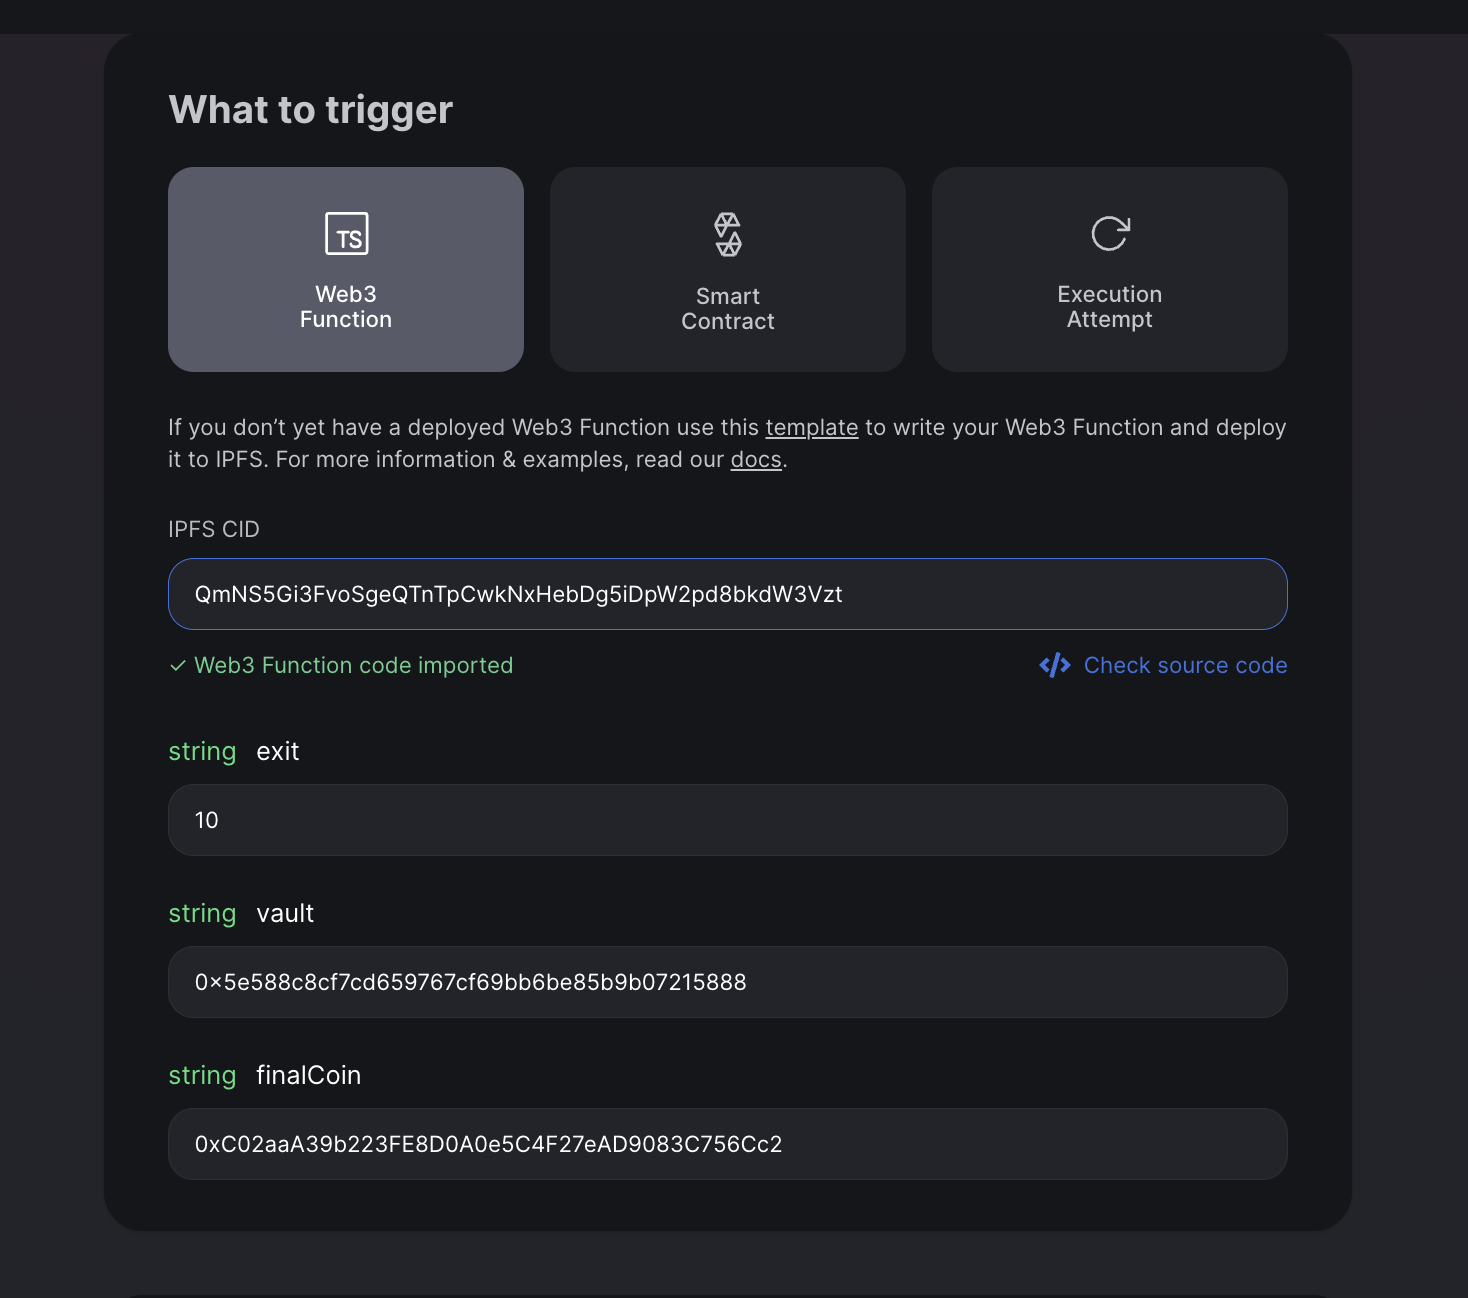 What to trigger
TS
Web3
Function
Smart
Contract
Execution
Attempt
If you don’t yet have a deployed Web3 Function use this template to write your Web3 Function and deploy
it to IPFS. For more information & examples, read our docs.
IPFS CID
QmNS5Gi3FvoSgeQTnTpCwkNxHebDg5iDpW2pd8bkdW3Vzt
✓ Web3 Function code imported
</> Check source code
string exit
10
string vault
0×5e588c8cf7cd659767cf69bb6be85b9b07215888
string finalCoin
0xC02aaA39b223FE8D0A0e5C4F27eAD9083C756Cc2